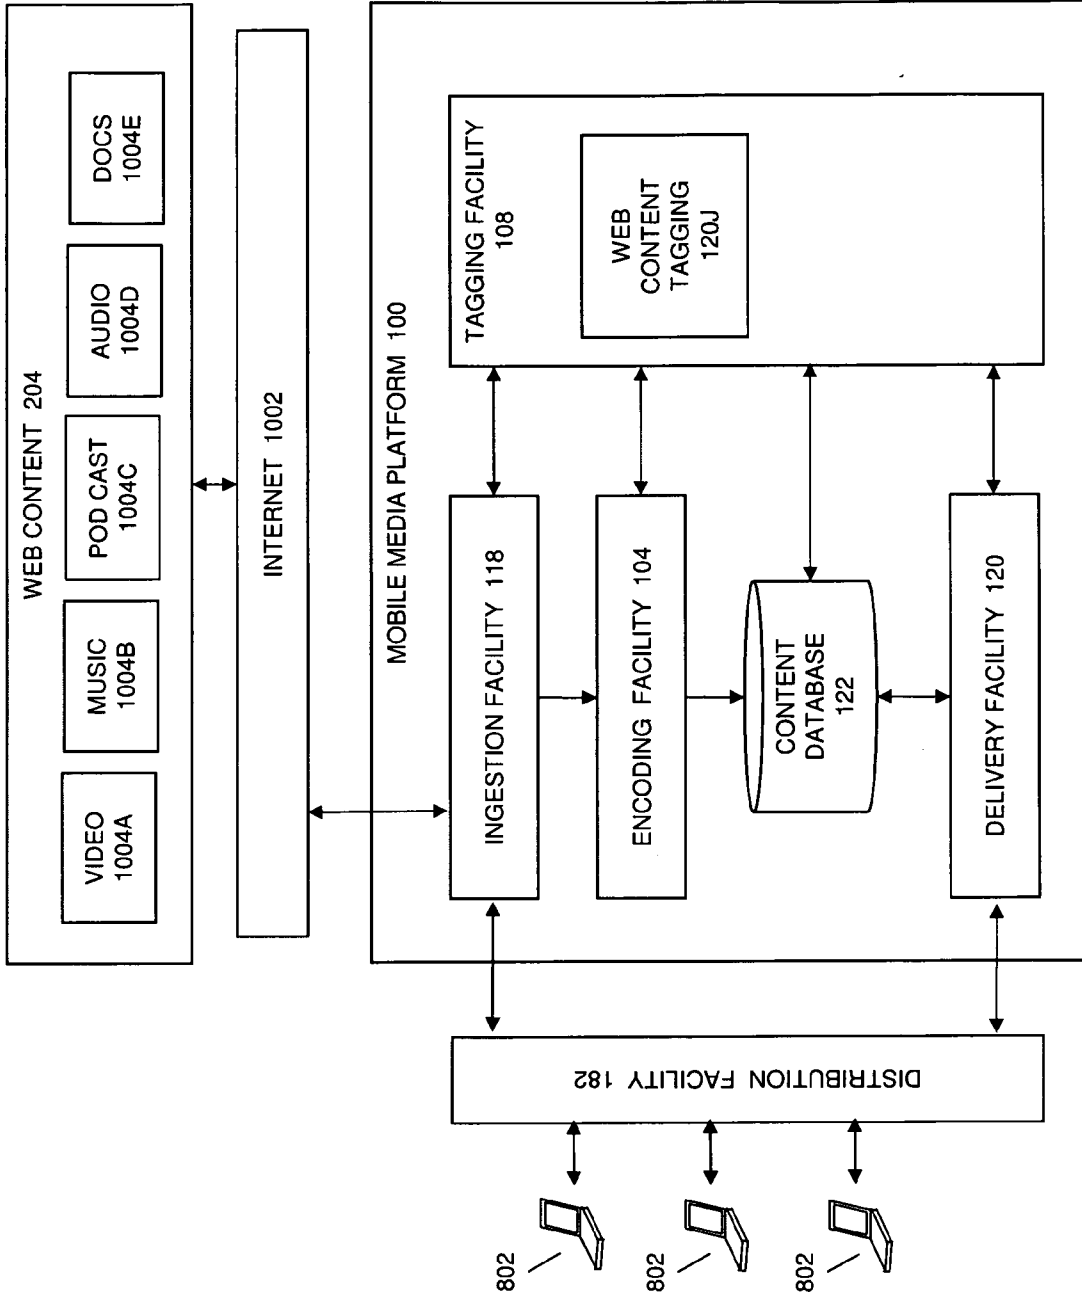 WEB CONTENT 204
VIDEO
1004A
MUSIC
1004B
POD CAST
1004C
AUDIO
1004D
DOCS
1004E
INTERNET 1002
MOBILE MEDIA PLATFORM 100
INGESTION FACILITY 118
ENCODING FACILITY 104
CONTENT
DATABASE
122
DELIVERY FACILITY 120
TAGGING FACILITY
108
WEB
CONTENT
TAGGING
120J
DISTRIBUTION FACILITY 182
802
802
802